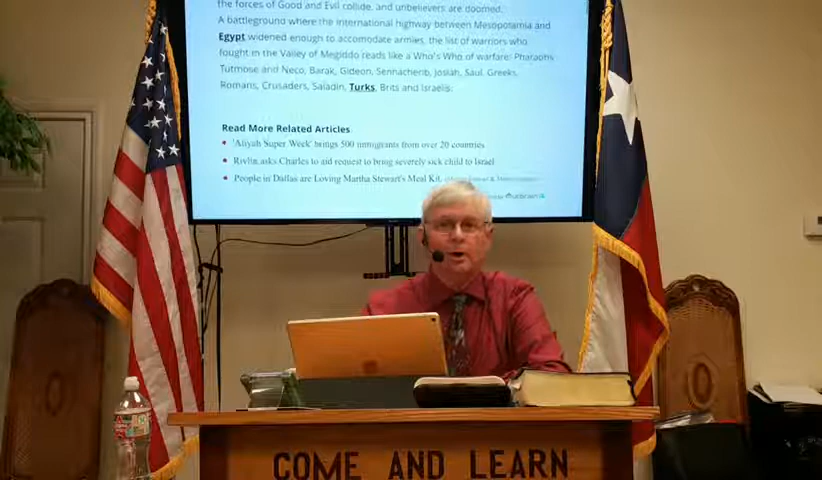 the forces of Good and Evil collide, and unbelievers are doomed.
A battleground where the international highway between Mesopotamia and
Egypt widened enough to accomodate armies, the list of warriors who
fought in the Valley of Megiddo reads like a Who's Who of warfare: Pharaohs
Tutmose and Neco, Barak, Gideon, Sennacherib, Josiah, Saul, Greeks,
Romans, Crusaders, Saladin, Turks, Brits and Israelis.
Read More Related Articles
'Aliyah Super Week' brings 500 immigrants from over 20 countries
Rivlin asks Charles to aid request to bring severely sick child to Israel
People in Dallas are Loving Martha Stewart's Meal Kit
COME AND LEARN